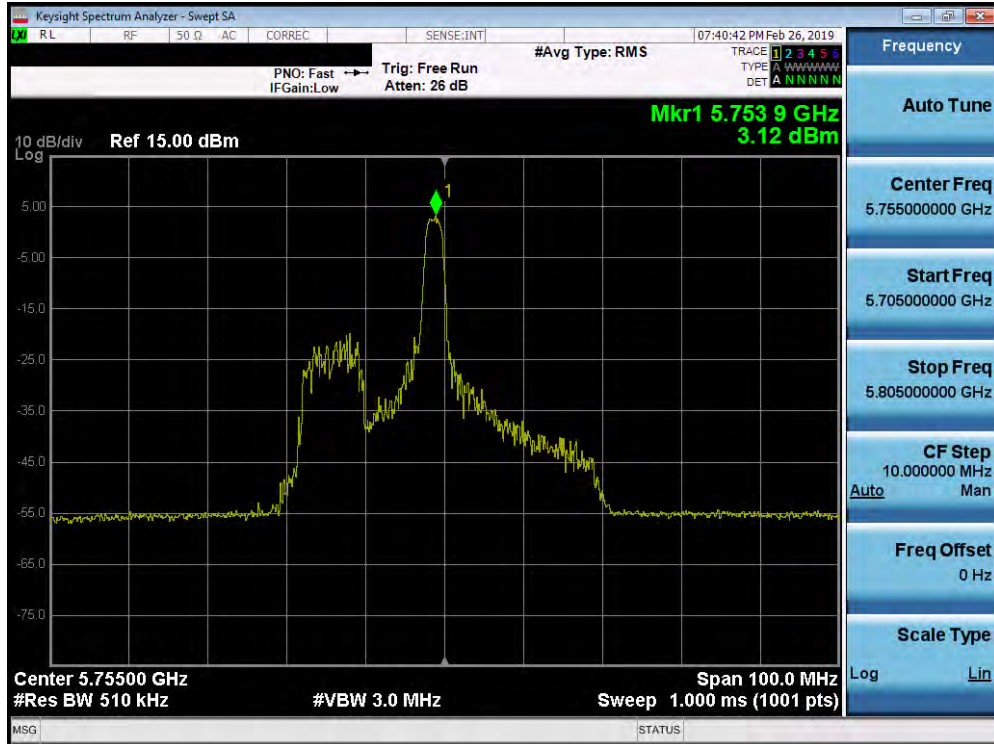 Keysight Spectrum Analyzer - Swept SA
LXI RL RF 50 Ω AC CORREC SENSE:INT 07:40:42 PM Feb 26, 2019
#Avg Type: RMS
TRACE 1 2 3 4 5 6
PNO: Fast Trig: Free Run
TYPE A WWWWW
IFGain:Low Atten: 26 dB
DET A N N N N N
Mkr1 5.753 9 GHz
3.12 dBm
10 dB/div Ref 15.00 dBm
Log
1
5.00
-5.00
-15.0
-25.0
-35.0
-45.0
-55.0
-65.0
-75.0
Center 5.75500 GHz Span 100.0 MHz
#Res BW 510 kHz #VBW 3.0 MHz Sweep 1.000 ms (1001 pts)
MSG STATUS
Frequency
Auto Tune
Center Freq
5.755000000 GHz
Start Freq
5.705000000 GHz
Stop Freq
5.805000000 GHz
CF Step
10.000000 MHz
Auto Man
Freq Offset
0 Hz
Scale Type
Log Lin